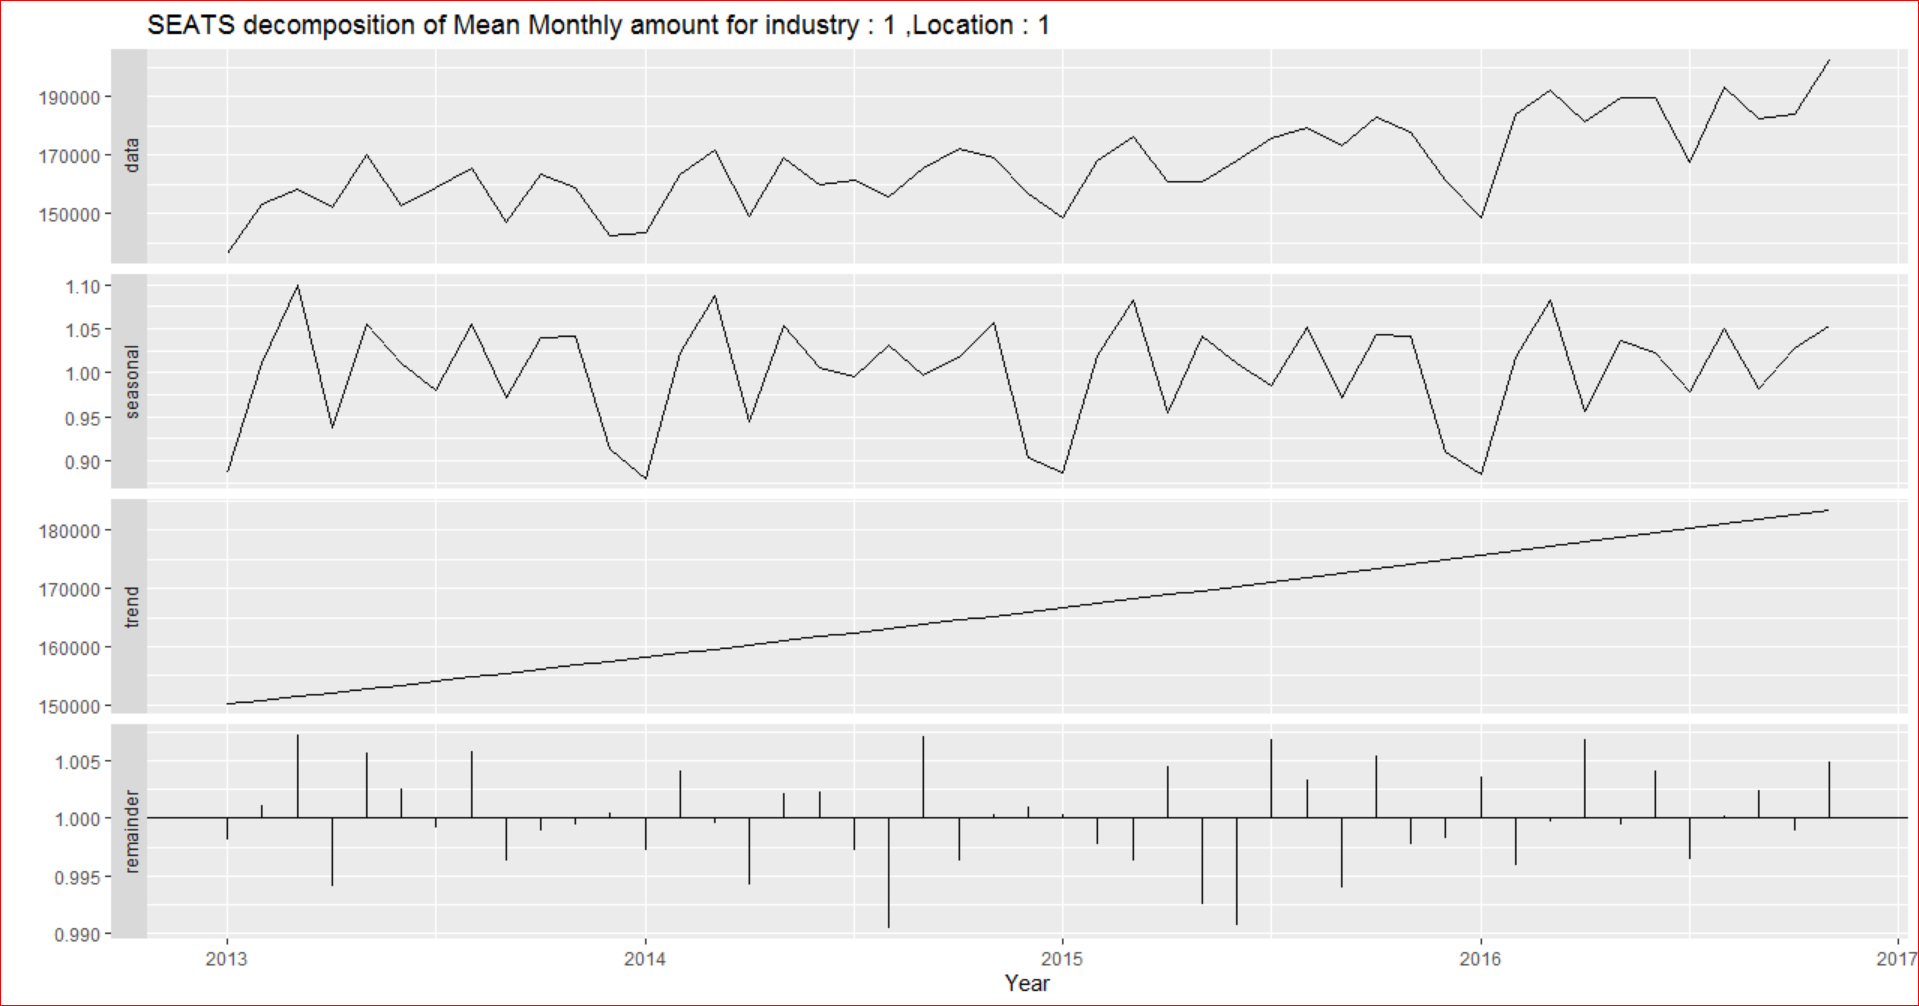 SEATS decomposition of Mean Monthly amount for industry : 1 ,Location : 1
190000
170000
150000
data
1.10
1.05
1.00
0.95
0.90
seasonal
180000
170000
160000
150000
trend
1.005
1.000
0.995
0.990
remainder
2013 2014 2015 2016 2017
Year